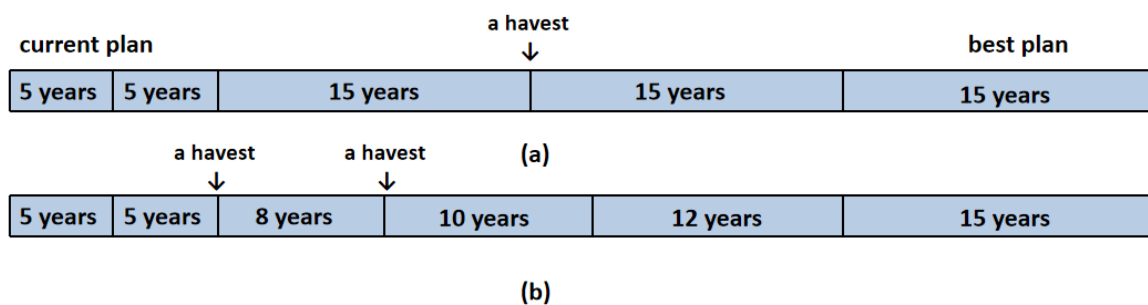 a havest
current plan best plan
5 years 5 years 15 years 15 years 15 years
(a)
a havest a havest
5 years 5 years 8 years 10 years 12 years 15 years
(b)